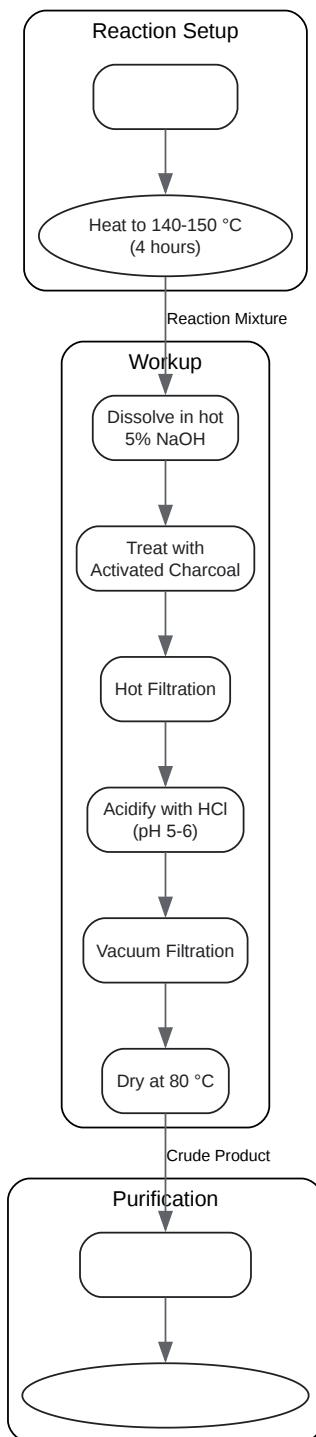 Reaction Setup
Heat to 140-150 °C
(4 hours)
Reaction Mixture
Workup
Dissolve in hot
5% NaOH
Treat with
Activated Charcoal
Hot Filtration
Acidify with HCl
(pH 5-6)
Vacuum Filtration
Dry at 80 °C
Crude Product
Purification